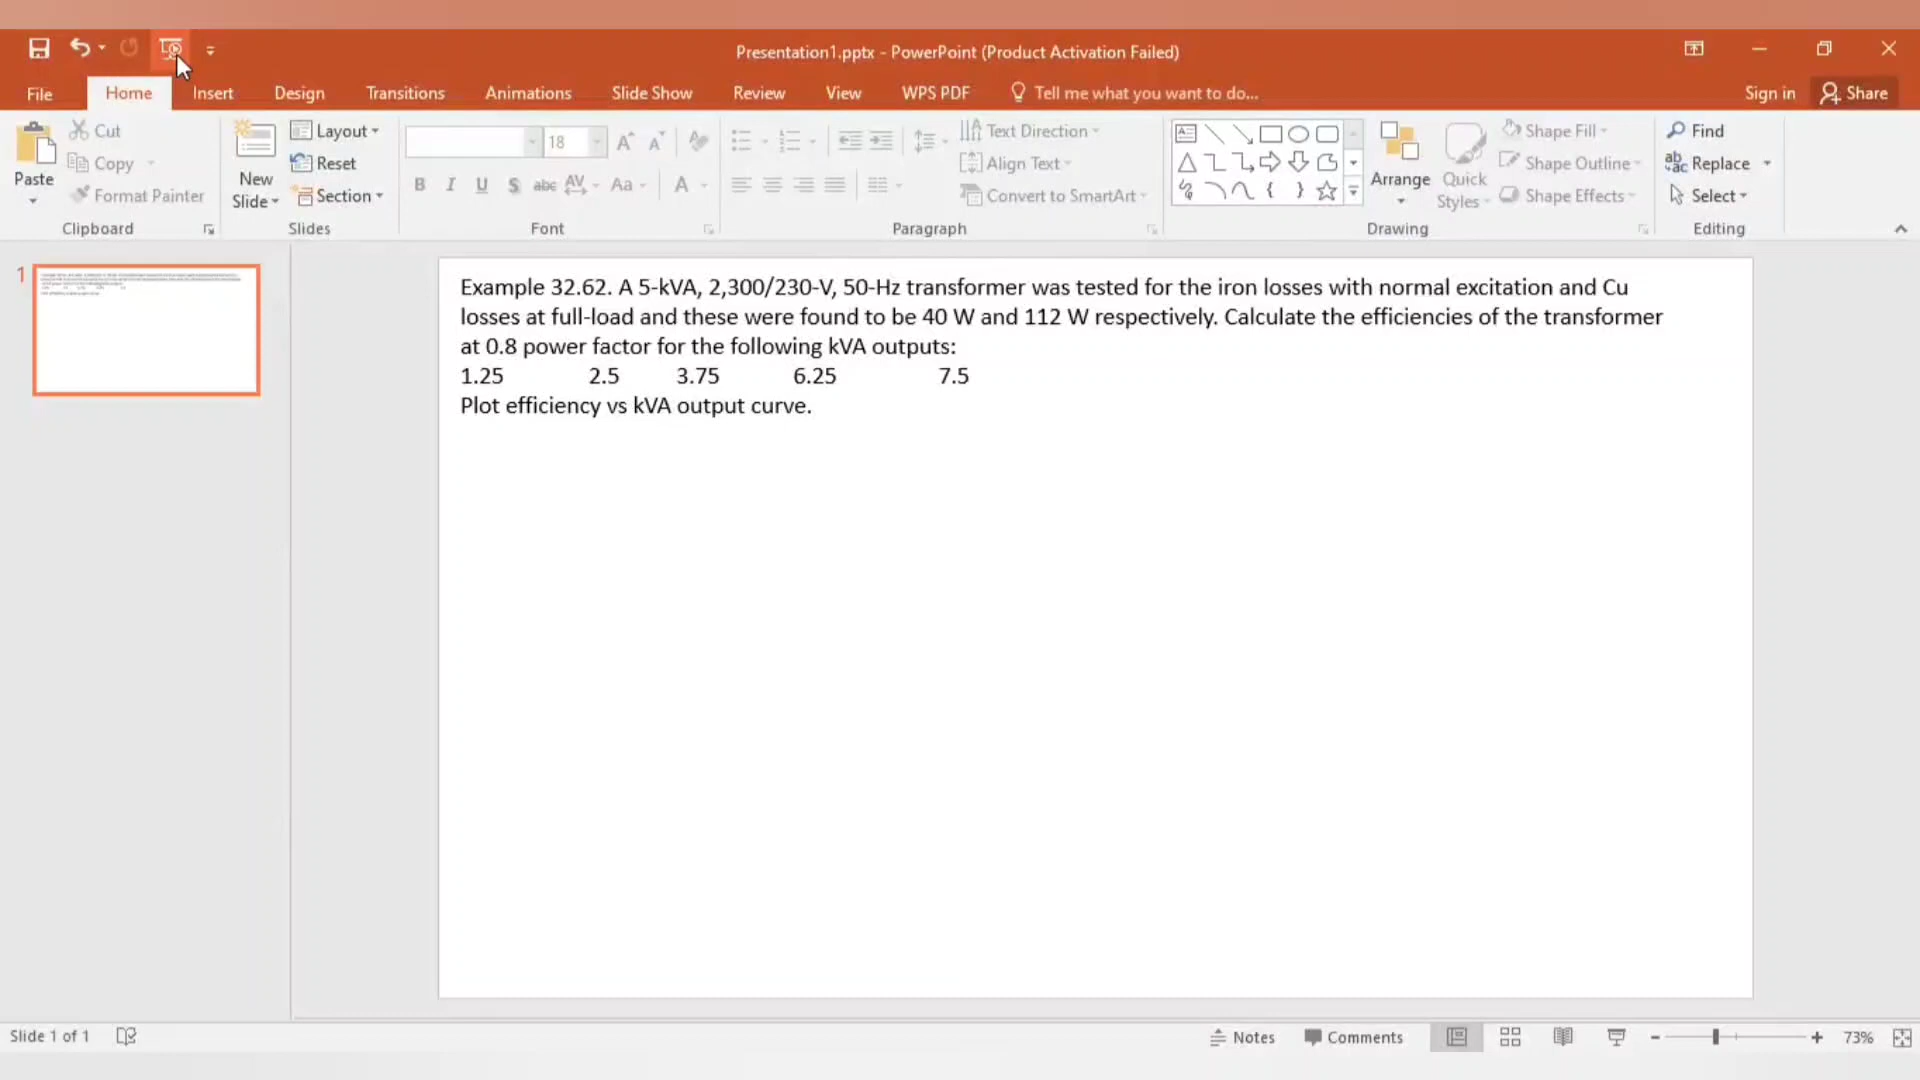 Presentation1.pptx - PowerPoint (Product Activation Failed)
File Home Insert Design Transitions Animations Slide Show Review View WPS PDF Tell me what you want to do... Sign in Share
Paste
Cut
Copy
Format Painter
Clipboard
New Slide
Layout
Reset
Section
Slides
18
B I U S abc AV Aa A
Font
Text Direction
Align Text
Convert to SmartArt
Paragraph
Arrange
Quick Styles
Shape Fill
Shape Outline
Shape Effects
Drawing
Find
Replace
Select
Editing
1
Example 32.62. A 5-kVA, 2,300/230-V, 50-Hz transformer was tested for the iron losses with normal excitation and Cu
losses at full-load and these were found to be 40 W and 112 W respectively. Calculate the efficiencies of the transformer
at 0.8 power factor for the following kVA outputs:
1.25 2.5 3.75 6.25 7.5
Plot efficiency vs kVA output curve.
Slide 1 of 1 Notes Comments 73%